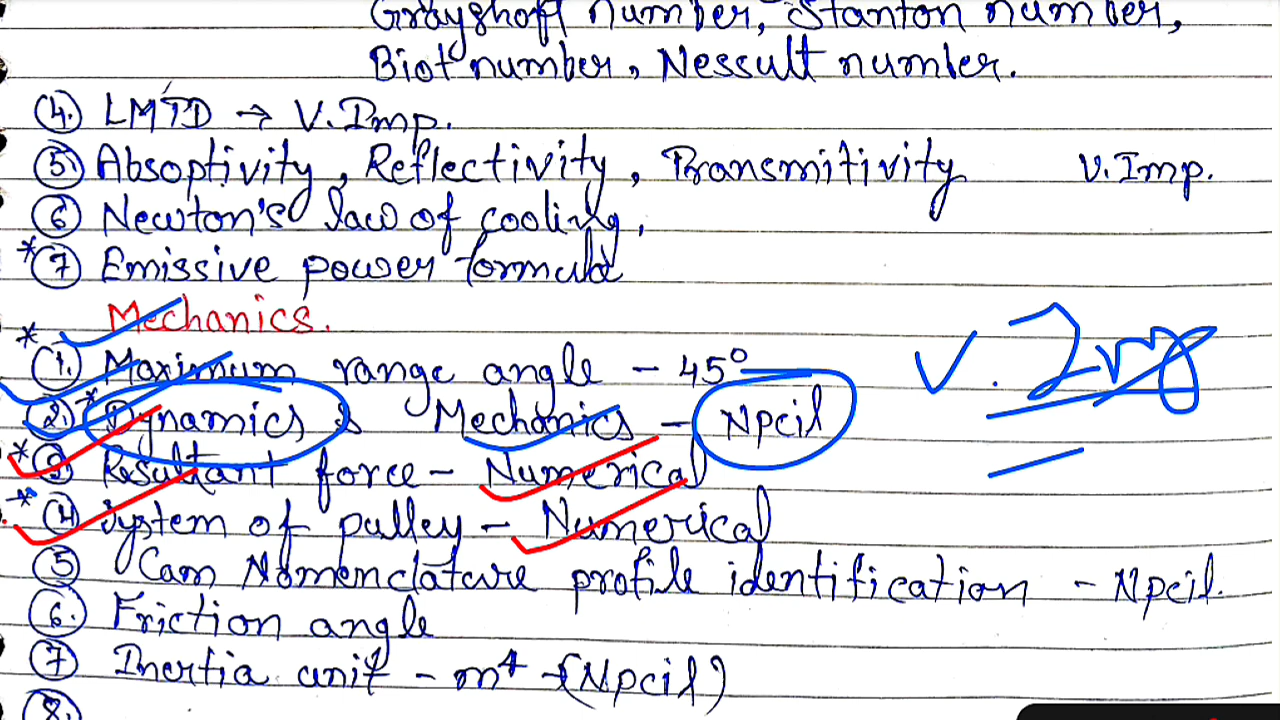 Grayshoff number, Stanton number,
Biot number, Nessult number.
4. LMTD → V.Imp.
5 Absoptivity, Reflectivity, Transmitivity V.Imp.
6 Newton's law of cooling,
*7 Emissive power formula
Mechanics.
*1. Maximum range angle - 45°
2. *Dynamics & Mechanics - Npcil
*3 Resultant force - Numerical
*4 System of pulley - Numerical
5 Cam Nomenclature profile identification - Npcil.
6. Friction angle
7 Inertia unit - m⁴ - (Npcil)
8.
V. Imp